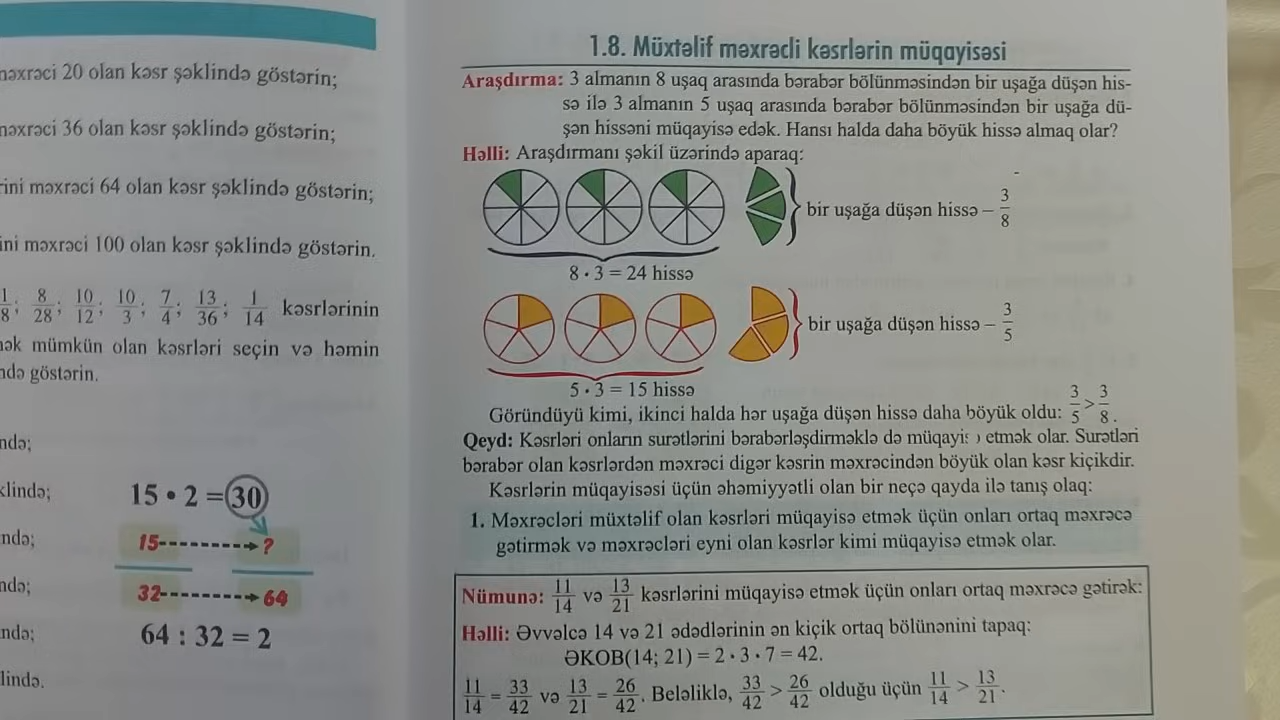 məxrəci 20 olan kəsr şəklində göstərin;
məxrəci 36 olan kəsr şəklində göstərin;
məxrəci 64 olan kəsr şəklində göstərin;
məxrəci 100 olan kəsr şəklində göstərin.
1/8; 8/28; 10/12; 10/3; 7/4; 13/36; 1/14 kəsrlərinin
mümkün olan kəsrləri seçin və həmin
göstərin.
15 • 2 = 30
15 ?
32 64
64 : 32 = 2
1.8. Müxtəlif məxrəcli kəsrlərin müqayisəsi
Araşdırma: 3 almanın 8 uşaq arasında bərabər bölünməsindən bir uşağa düşən his-
sə ilə 3 almanın 5 uşaq arasında bərabər bölünməsindən bir uşağa dü-
şən hissəni müqayisə edək. Hansı halda daha böyük hissə almaq olar?
Həlli: Araşdırmanı şəkil üzərində aparaq:
bir uşağa düşən hissə – 3/8
8 · 3 = 24 hissə
bir uşağa düşən hissə – 3/5
5 · 3 = 15 hissə
Göründüyü kimi, ikinci halda hər uşağa düşən hissə daha böyük oldu: 3/5 > 3/8.
Qeyd: Kəsrləri onların surətlərini bərabərləşdirməklə də etmək olar. Surətləri
bərabər olan kəsrlərdən məxrəci digər kəsrin məxrəcindən böyük olan kəsr kiçikdir.
Kəsrlərin müqayisəsi üçün əhəmiyyətli olan bir neçə qayda ilə tanış olaq:
1. Məxrəcləri müxtəlif olan kəsrləri müqayisə etmək üçün onları ortaq məxrəcə
gətirmək və məxrəcləri eyni olan kəsrlər kimi müqayisə etmək olar.
Nümunə: 11/14 və 13/21 kəsrlərini müqayisə etmək üçün onları ortaq məxrəcə gətirək:
Həlli: Əvvəlcə 14 və 21 ədədlərinin ən kiçik ortaq bölünənini tapaq:
ƏKOB(14; 21) = 2 · 3 · 7 = 42.
11/14 = 33/42 və 13/21 = 26/42. Beləliklə, 33/42 > 26/42 olduğu üçün 11/14 > 13/21.